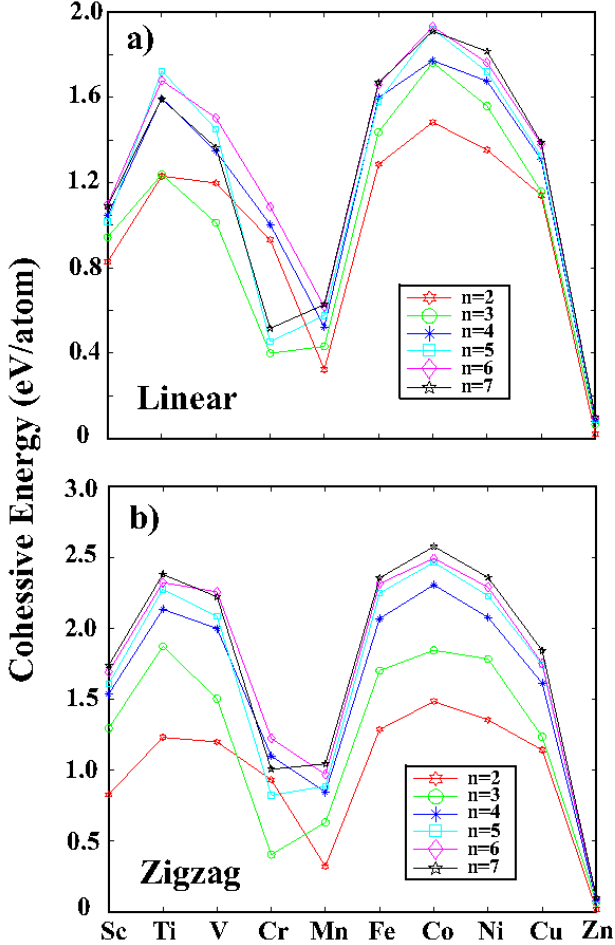 Cohessive Energy (eV/atom)
a)
2.0
1.6
1.2
0.8
0.4
0
n=2
n=3
n=4
n=5
n=6
n=7
Linear
b)
3.0
2.5
2.0
1.5
1.0
0.5
0.0
n=2
n=3
n=4
n=5
n=6
n=7
Zigzag
Sc Ti V Cr Mn Fe Co Ni Cu Zn